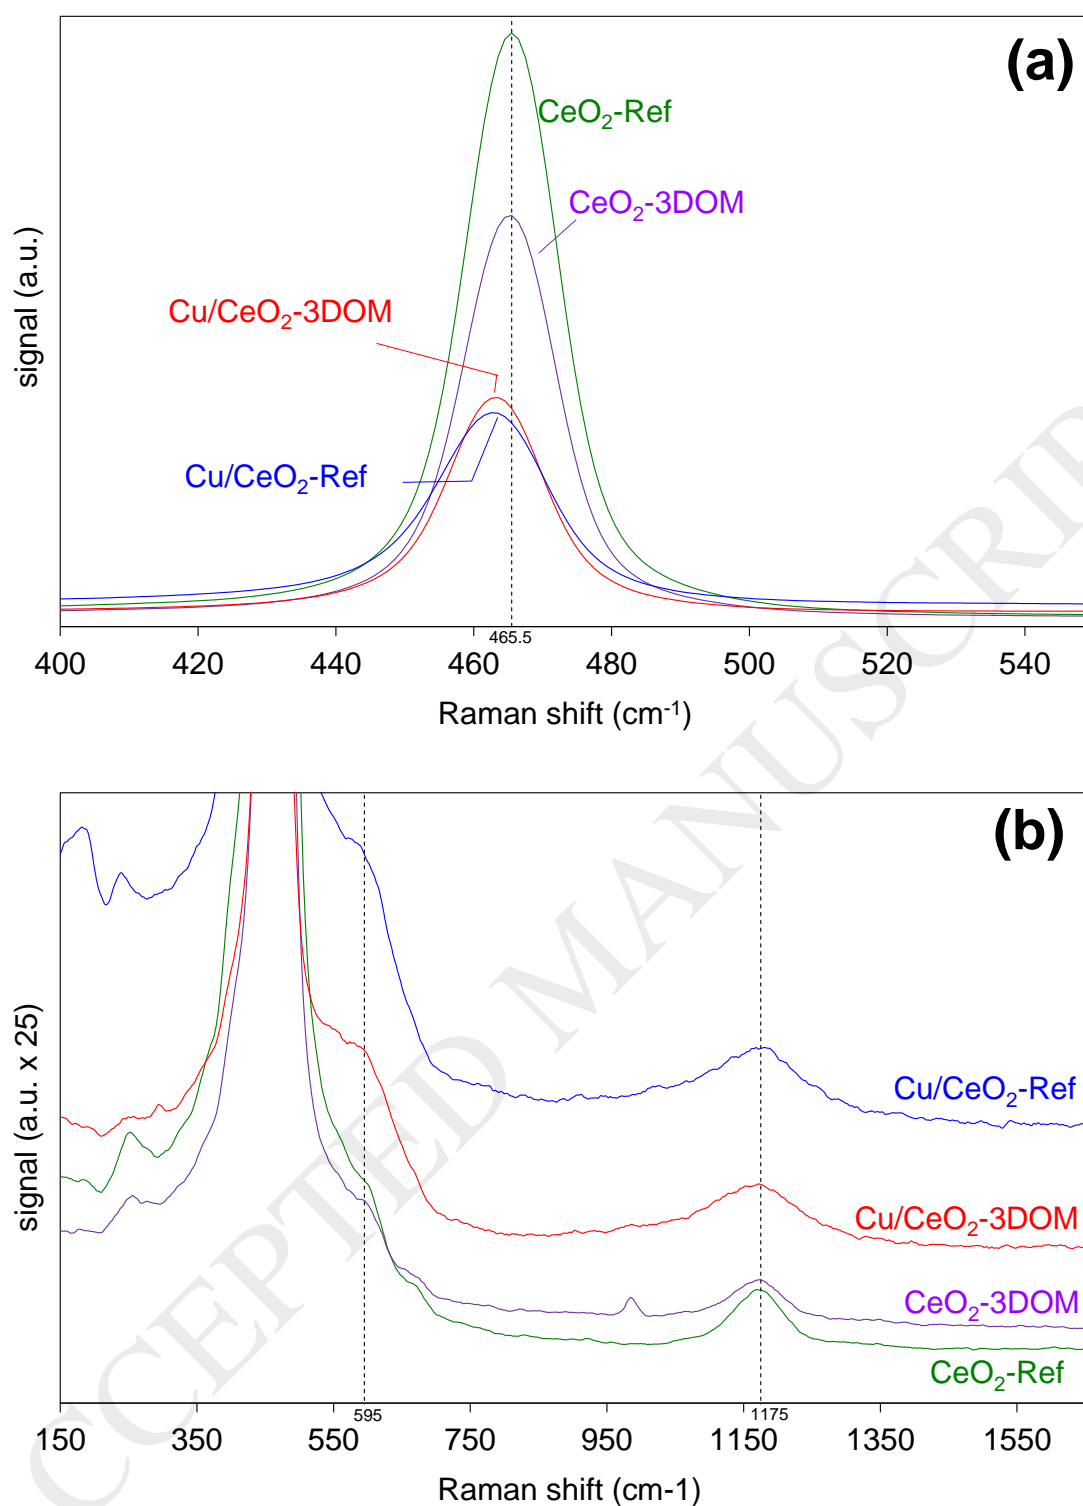 (a)
CeO₂-Ref
CeO₂-3DOM
Cu/CeO₂-3DOM
Cu/CeO₂-Ref
signal (a.u.)
400 420 440 460 465.5 480 500 520 540
Raman shift (cm⁻¹)
(b)
Cu/CeO₂-Ref
Cu/CeO₂-3DOM
CeO₂-3DOM
CeO₂-Ref
signal (a.u. x 25)
150 350 550 595 750 950 1150 1175 1350 1550
Raman shift (cm-1)
CCEPTED MANUSCRIP